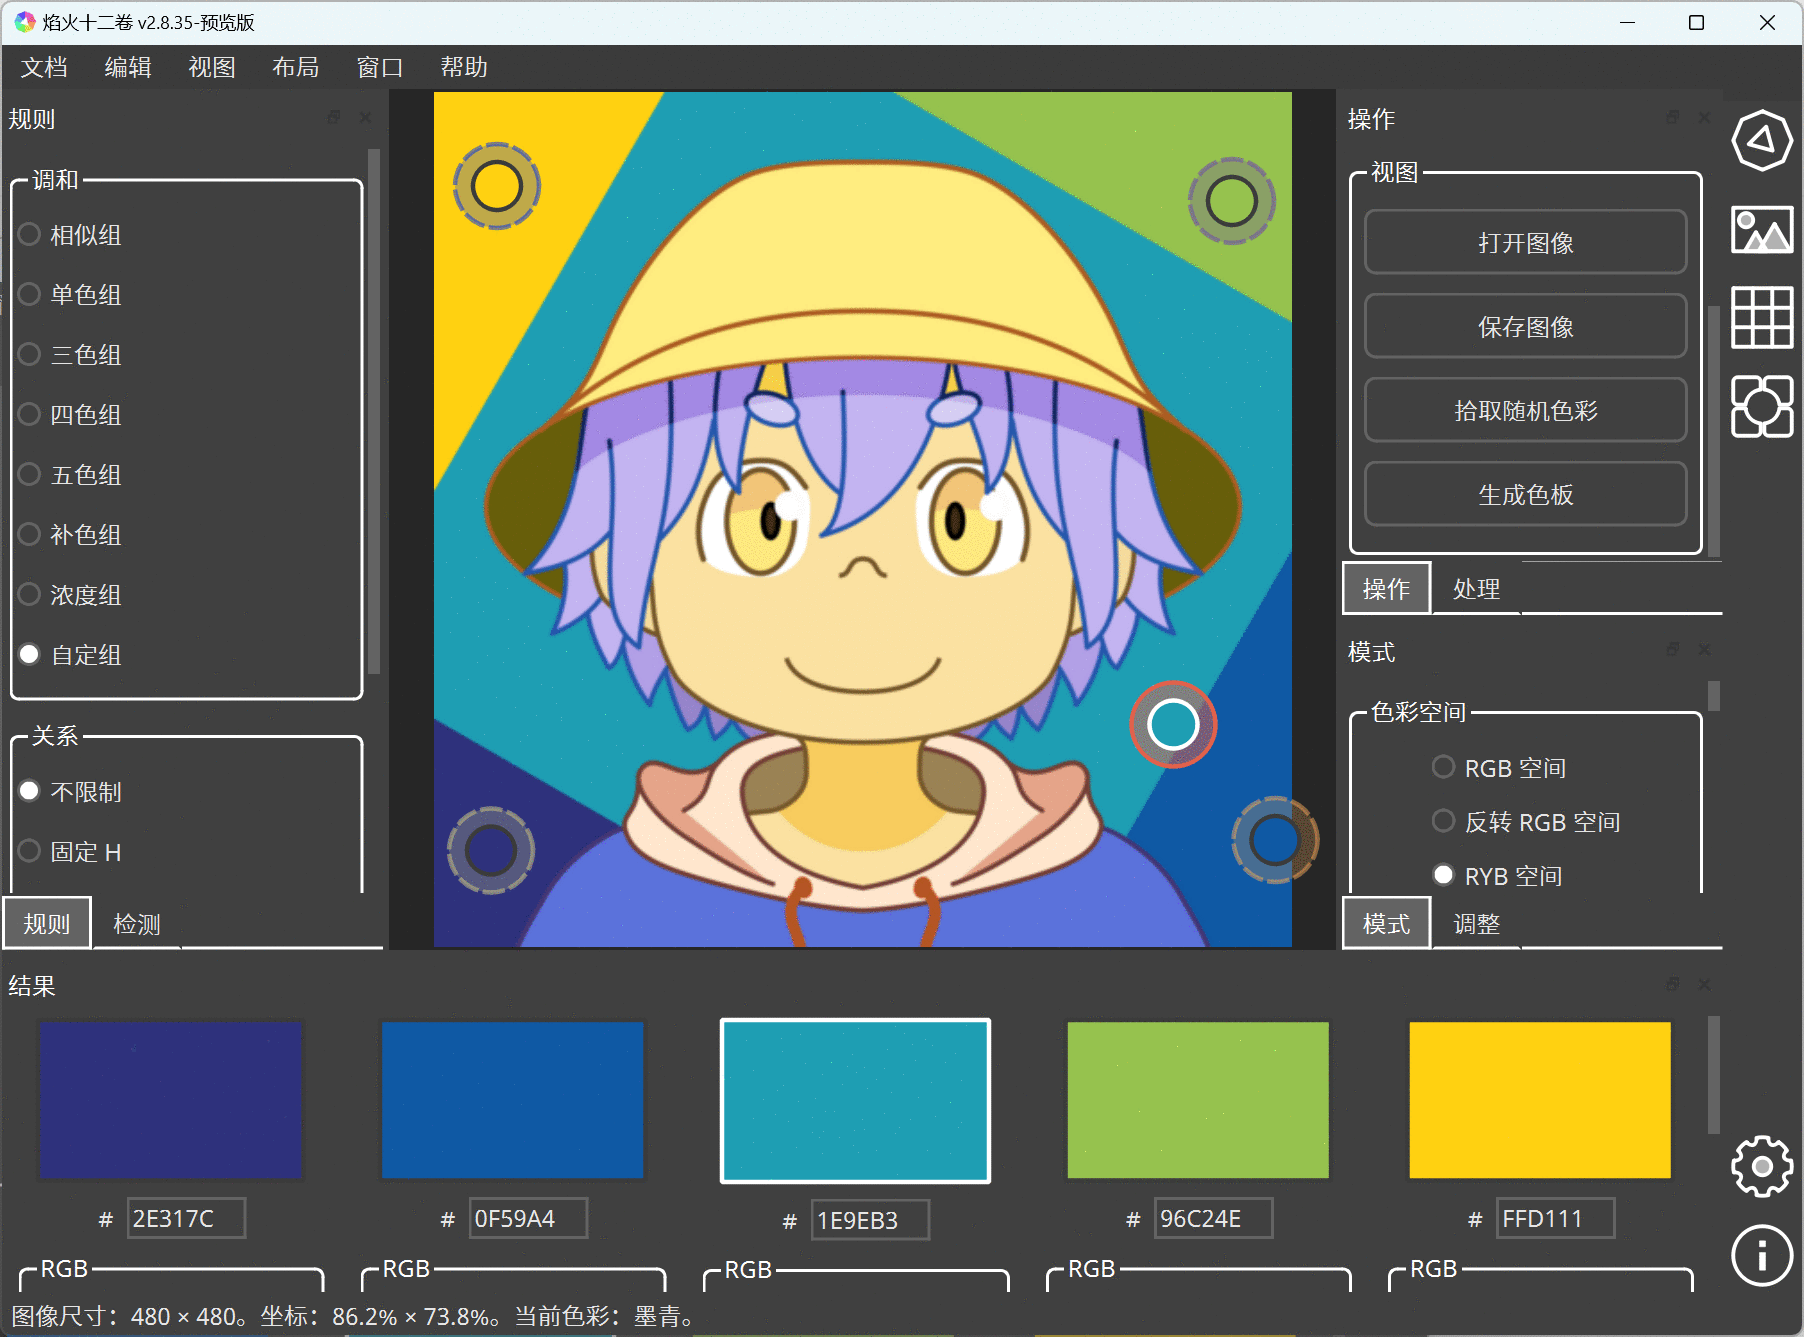 焰火十二卷 v2.8.35-预览版
文档 编辑 视图 布局 窗口 帮助
规则
调和
相似组
单色组
三色组
四色组
五色组
补色组
浓度组
自定组
关系
不限制
固定 H
规则 检测
操作
视图
打开图像
保存图像
拾取随机色彩
生成色板
操作 处理
模式
色彩空间
RGB 空间
反转 RGB 空间
RYB 空间
模式 调整
结果
# 2E317C # 0F59A4 # 1E9EB3 # 96C24E # FFD111
RGB RGB RGB RGB RGB
图像尺寸：480 × 480。坐标：86.2% × 73.8%。当前色彩：墨青。